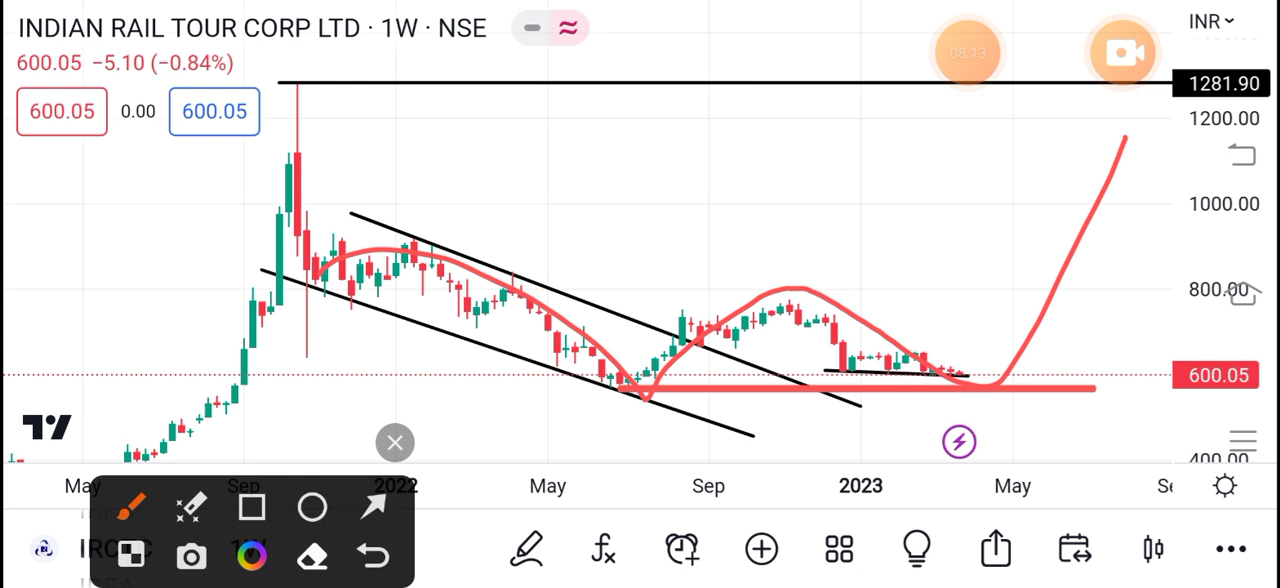 INDIAN RAIL TOUR CORP LTD · 1W · NSE
INR
600.05 −5.10 (−0.84%)
08:13
600.05 0.00 600.05
1281.90
1200.00
1000.00
800.00
600.05
400.00
May Sep 2022 May Sep 2023 May Se
IRCTC 1W